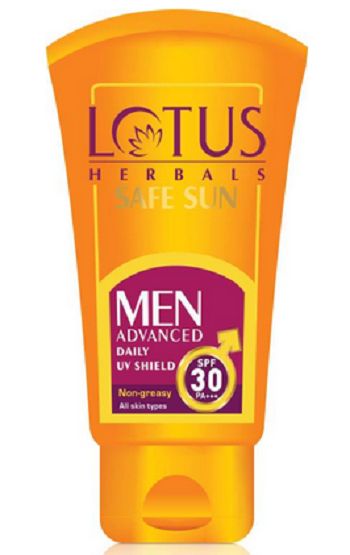 LOTUS
HERBALS
SAFE SUN
MEN
ADVANCED
DAILY
UV SHIELD
SPF
30
PA+++
Non-greasy
All skin types